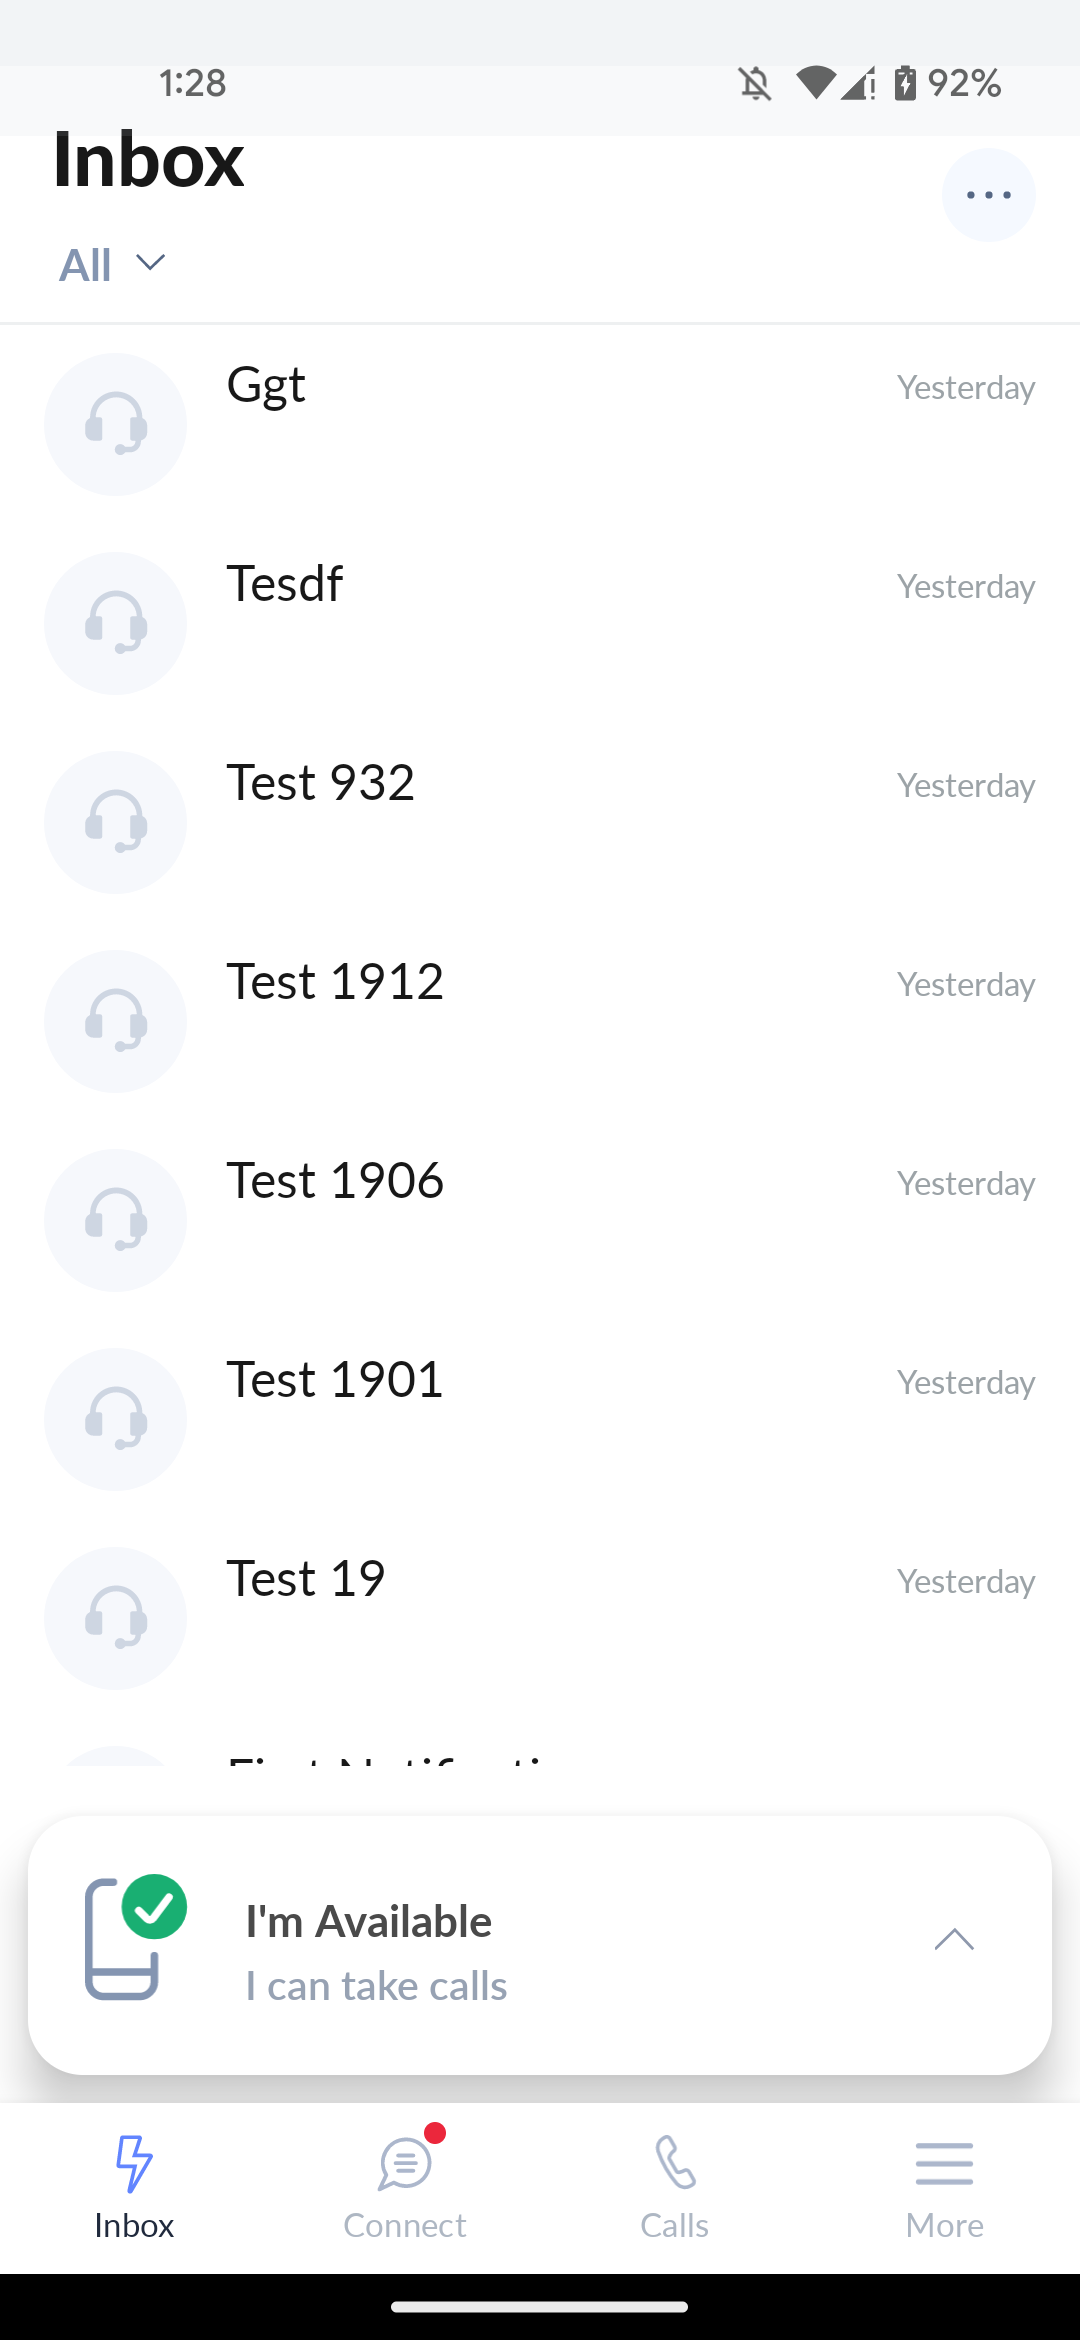 1:28
92%
Inbox
All
Ggt
Yesterday
Tesdf
Yesterday
Test 932
Yesterday
Test 1912
Yesterday
Test 1906
Yesterday
Test 1901
Yesterday
Test 19
Yesterday
I'm Available
I can take calls
Inbox
Connect
Calls
More